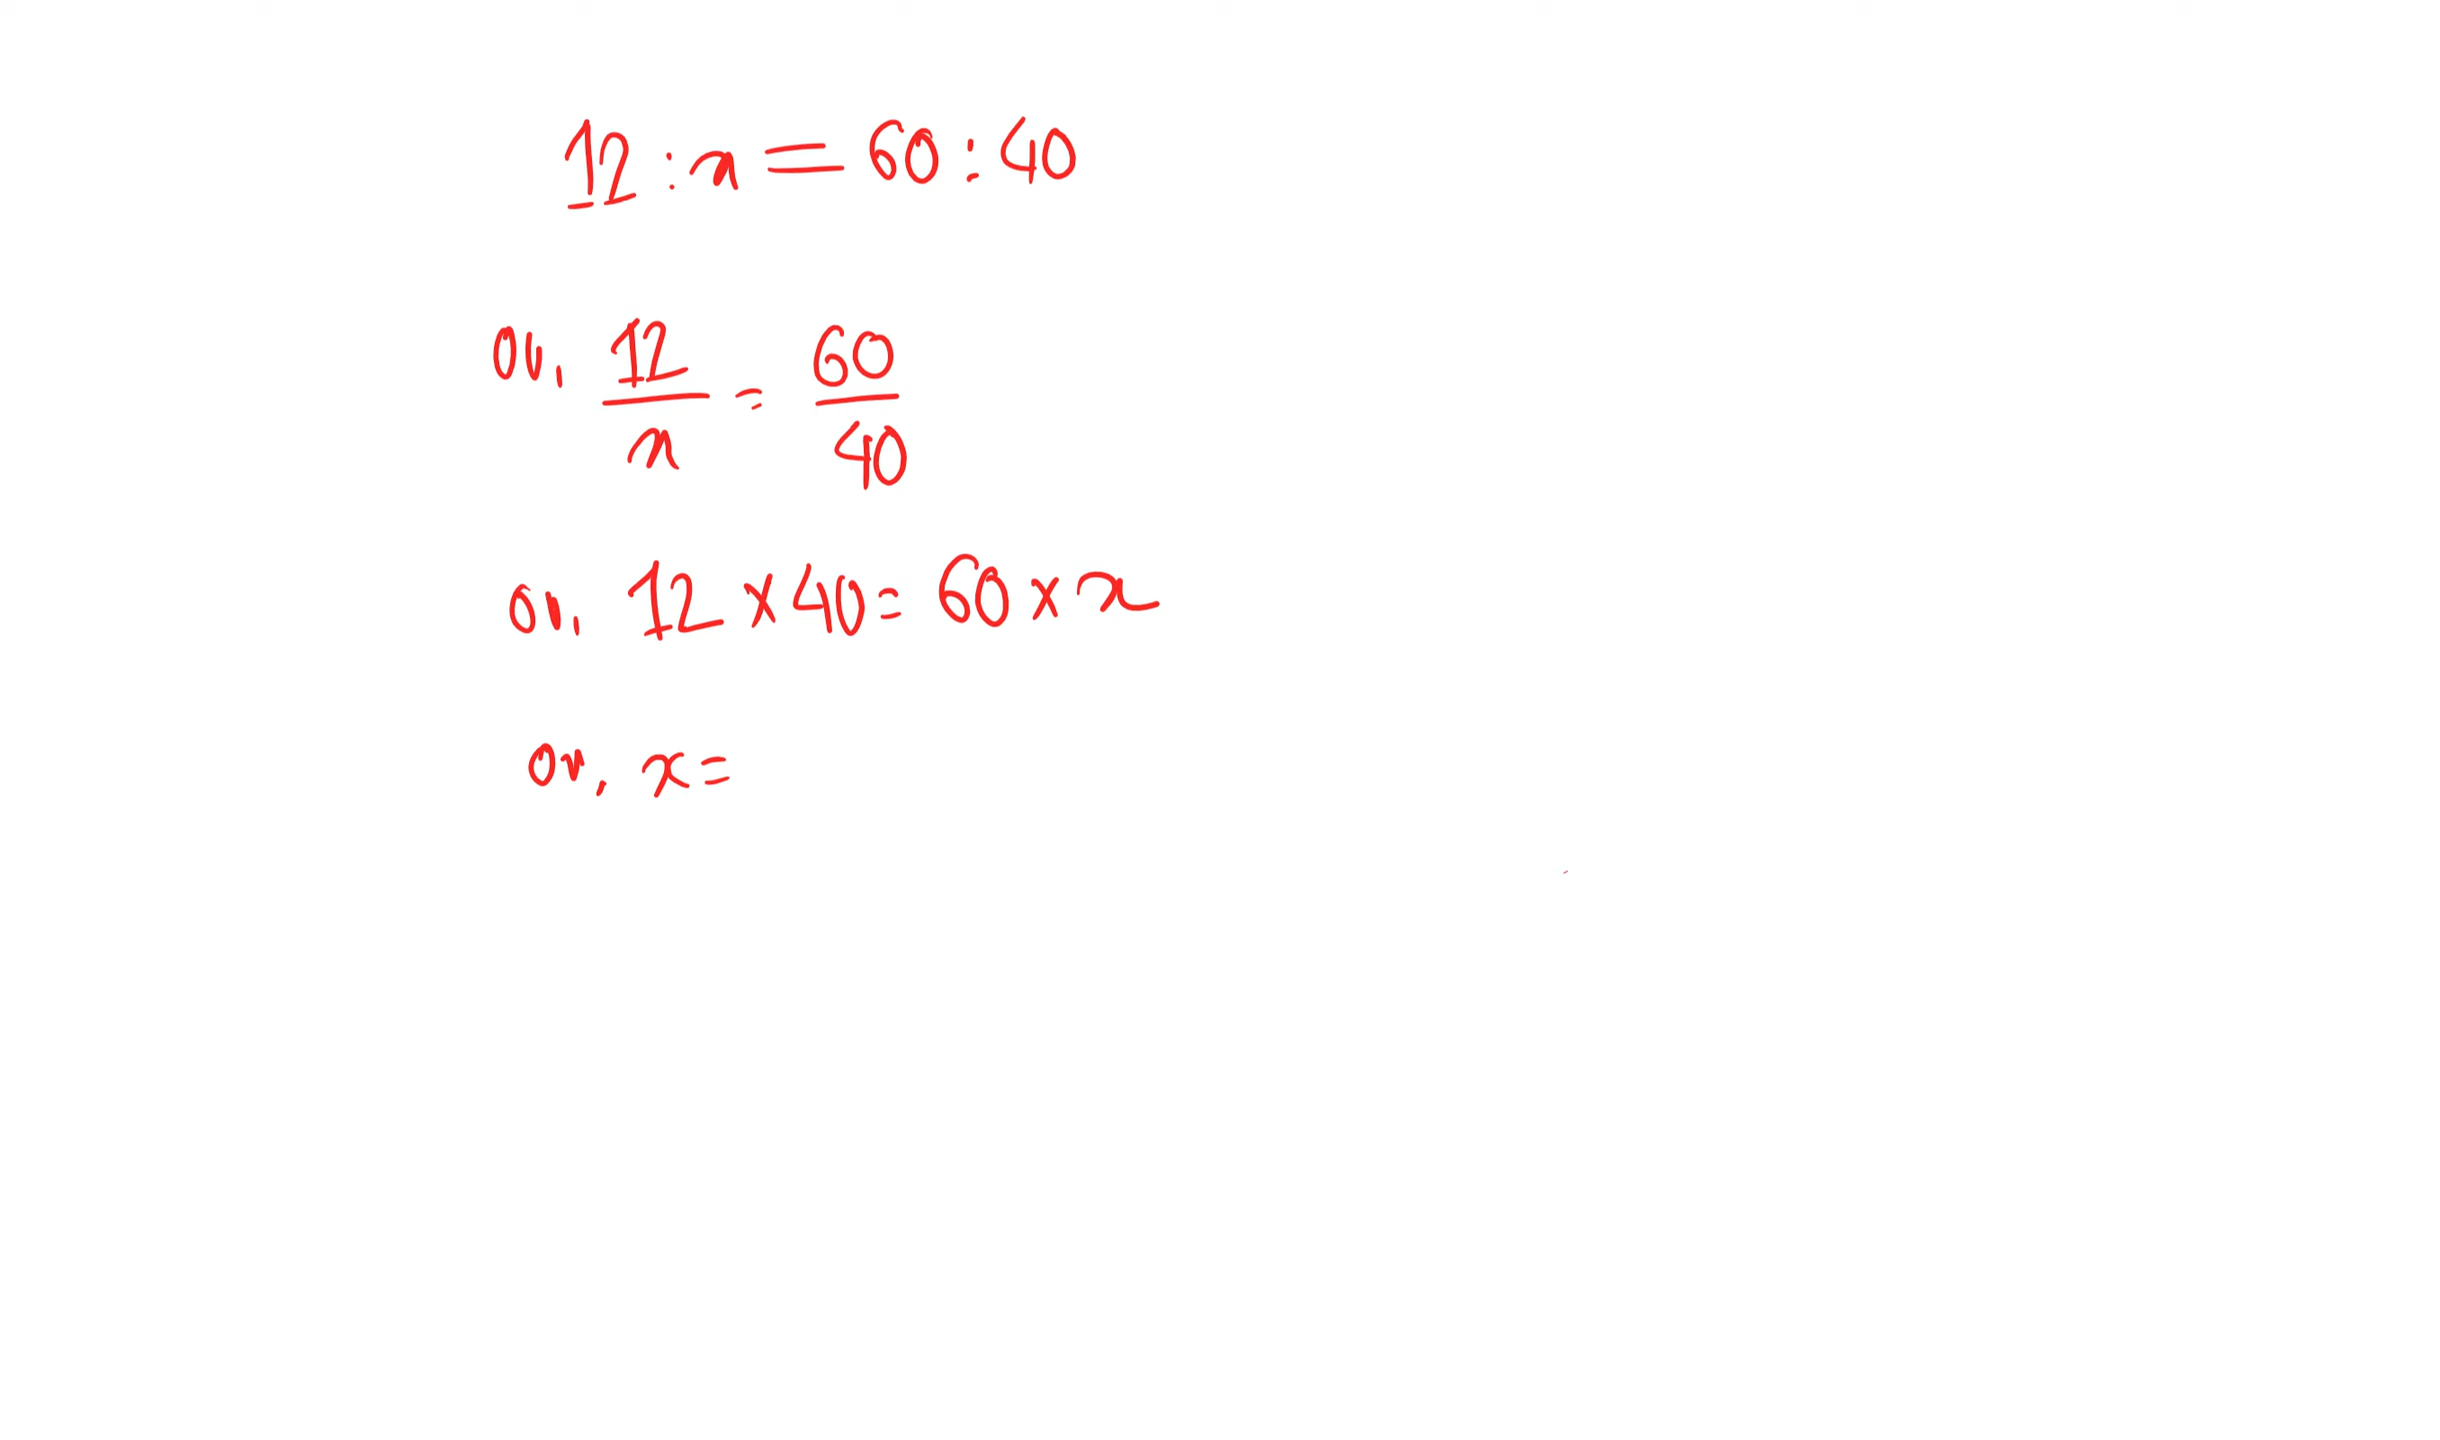 12 : x = 60 : 40
or, 12/x = 60/40
or, 12 × 40 = 60 × x
or, x =